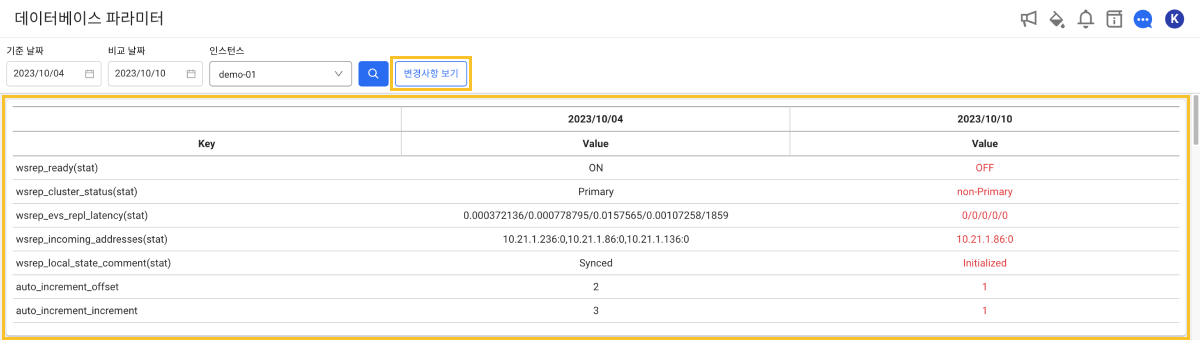 데이터베이스 파라미터
K
기준 날짜 비교 날짜 인스턴스
2023/10/04 2023/10/10 demo-01 변경사항 보기
2023/10/04 2023/10/10
Key Value Value
wsrep_ready(stat) ON OFF
wsrep_cluster_status(stat) Primary non-Primary
wsrep_evs_repl_latency(stat) 0.000372136/0.000778795/0.0157565/0.00107258/1859 0/0/0/0/0
wsrep_incoming_addresses(stat) 10.21.1.236:0,10.21.1.86:0,10.21.1.136:0 10.21.1.86:0
wsrep_local_state_comment(stat) Synced Initialized
auto_increment_offset 2 1
auto_increment_increment 3 1